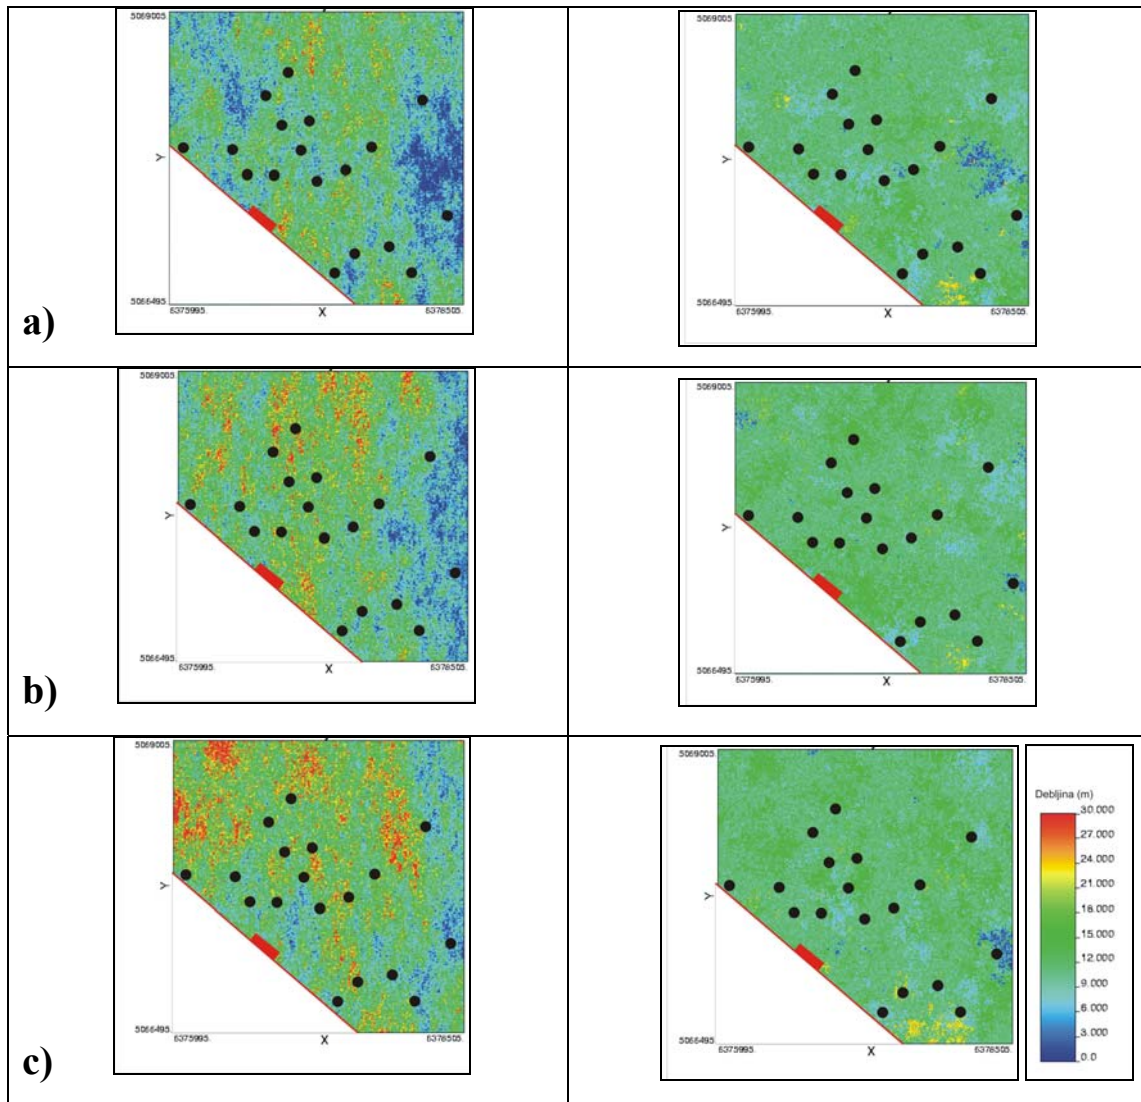 5069005.
Y
5066495.
6375995.
X
6378505.
5069005.
Y
5066495.
6375995.
X
6378505.
a)
5069005.
Y
5066495.
6375995.
X
6378505.
5069005.
Y
5066495.
6375995.
X
6378505.
b)
5069005.
Y
5066495.
6375995.
X
6378505.
5069005.
Y
5066495.
6375995.
X
6378505.
Debljina (m)
30.000
27.000
24.000
21.000
18.000
15.000
12.000
9.000
6.000
3.000
0.0
c)